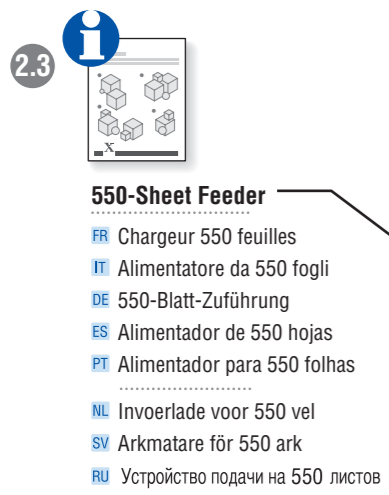 2.3
i
x
550-Sheet Feeder
FR Chargeur 550 feuilles
IT Alimentatore da 550 fogli
DE 550-Blatt-Zuführung
ES Alimentador de 550 hojas
PT Alimentador para 550 folhas
NL Invoerlade voor 550 vel
SV Arkmatare för 550 ark
RU Устройство подачи на 550 листов